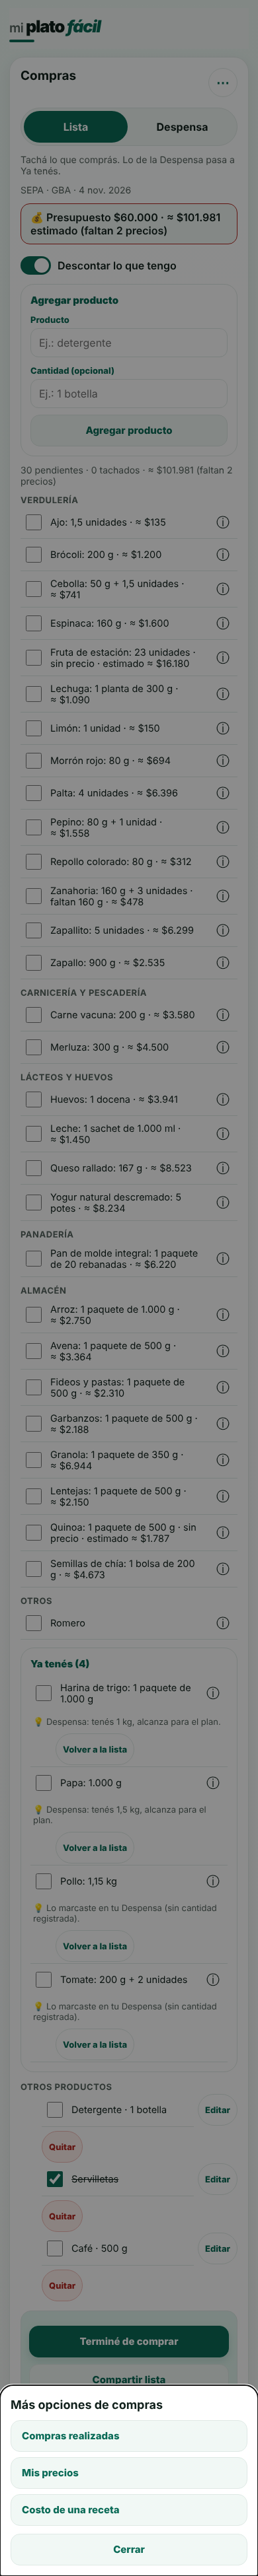 mi plato fácil
Compras
Lista
Despensa
Tachá lo que comprás. Lo de la Despensa pasa a
Ya tenés.
SEPA · GBA · 4 nov. 2026
💰 Presupuesto $60.000 · ≈ $101.981
estimado (faltan 2 precios)
Descontar lo que tengo
Agregar producto
Producto
Ej.: detergente
Cantidad (opcional)
Ej.: 1 botella
Agregar producto
30 pendientes · 0 tachados · ≈ $101.981 (faltan 2
precios)
VERDULERÍA
Ajo: 1,5 unidades · ≈ $135
Brócoli: 200 g · ≈ $1.200
Cebolla: 50 g + 1,5 unidades ·
≈ $741
Espinaca: 160 g · ≈ $1.600
Fruta de estación: 23 unidades ·
sin precio · estimado ≈ $16.180
Lechuga: 1 planta de 300 g ·
≈ $1.090
Limón: 1 unidad · ≈ $150
Morrón rojo: 80 g · ≈ $694
Palta: 4 unidades · ≈ $6.396
Pepino: 80 g + 1 unidad ·
≈ $1.558
Repollo colorado: 80 g · ≈ $312
Zanahoria: 160 g + 3 unidades ·
faltan 160 g · ≈ $478
Zapallito: 5 unidades · ≈ $6.299
Zapallo: 900 g · ≈ $2.535
CARNICERÍA Y PESCADERÍA
Carne vacuna: 200 g · ≈ $3.580
Merluza: 300 g · ≈ $4.500
LÁCTEOS Y HUEVOS
Huevos: 1 docena · ≈ $3.941
Leche: 1 sachet de 1.000 ml ·
≈ $1.450
Queso rallado: 167 g · ≈ $8.523
Yogur natural descremado: 5
potes · ≈ $8.234
PANADERÍA
Pan de molde integral: 1 paquete
de 20 rebanadas · ≈ $6.220
ALMACÉN
Arroz: 1 paquete de 1.000 g ·
≈ $2.750
Avena: 1 paquete de 500 g ·
≈ $3.364
Fideos y pastas: 1 paquete de
500 g · ≈ $2.310
Garbanzos: 1 paquete de 500 g ·
≈ $2.188
Granola: 1 paquete de 350 g ·
≈ $6.944
Lentejas: 1 paquete de 500 g ·
≈ $2.150
Quinoa: 1 paquete de 500 g · sin
precio · estimado ≈ $1.787
Semillas de chía: 1 bolsa de 200
g · ≈ $4.673
OTROS
Romero
Ya tenés (4)
Harina de trigo: 1 paquete de
1.000 g
💡 Despensa: tenés 1 kg, alcanza para el plan.
Volver a la lista
Papa: 1.000 g
💡 Despensa: tenés 1,5 kg, alcanza para el
plan.
Volver a la lista
Pollo: 1,15 kg
💡 Lo marcaste en tu Despensa (sin cantidad
registrada).
Volver a la lista
Tomate: 200 g + 2 unidades
💡 Lo marcaste en tu Despensa (sin cantidad
registrada).
Volver a la lista
OTROS PRODUCTOS
Detergente · 1 botella
Editar
Quitar
Servilletas
Editar
Quitar
Café · 500 g
Editar
Quitar
Terminé de comprar
Compartir lista
Más opciones de compras
Compras realizadas
Mis precios
Costo de una receta
Cerrar